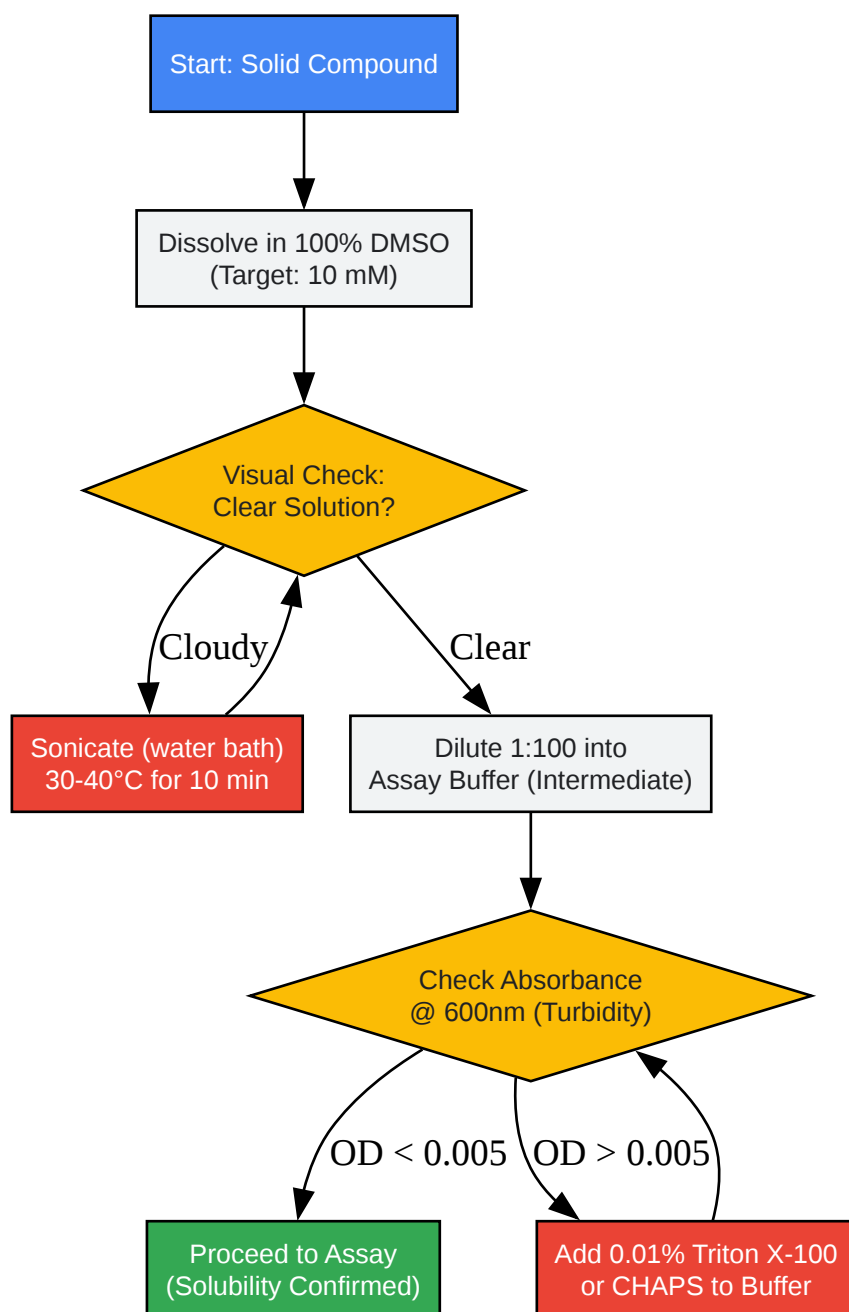 Start: Solid Compound
Dissolve in 100% DMSO
(Target: 10 mM)
Visual Check:
Clear Solution?
Cloudy
Clear
Sonicate (water bath)
30-40°C for 10 min
Dilute 1:100 into
Assay Buffer (Intermediate)
Check Absorbance
@ 600nm (Turbidity)
OD < 0.005
OD > 0.005
Proceed to Assay
(Solubility Confirmed)
Add 0.01% Triton X-100
or CHAPS to Buffer